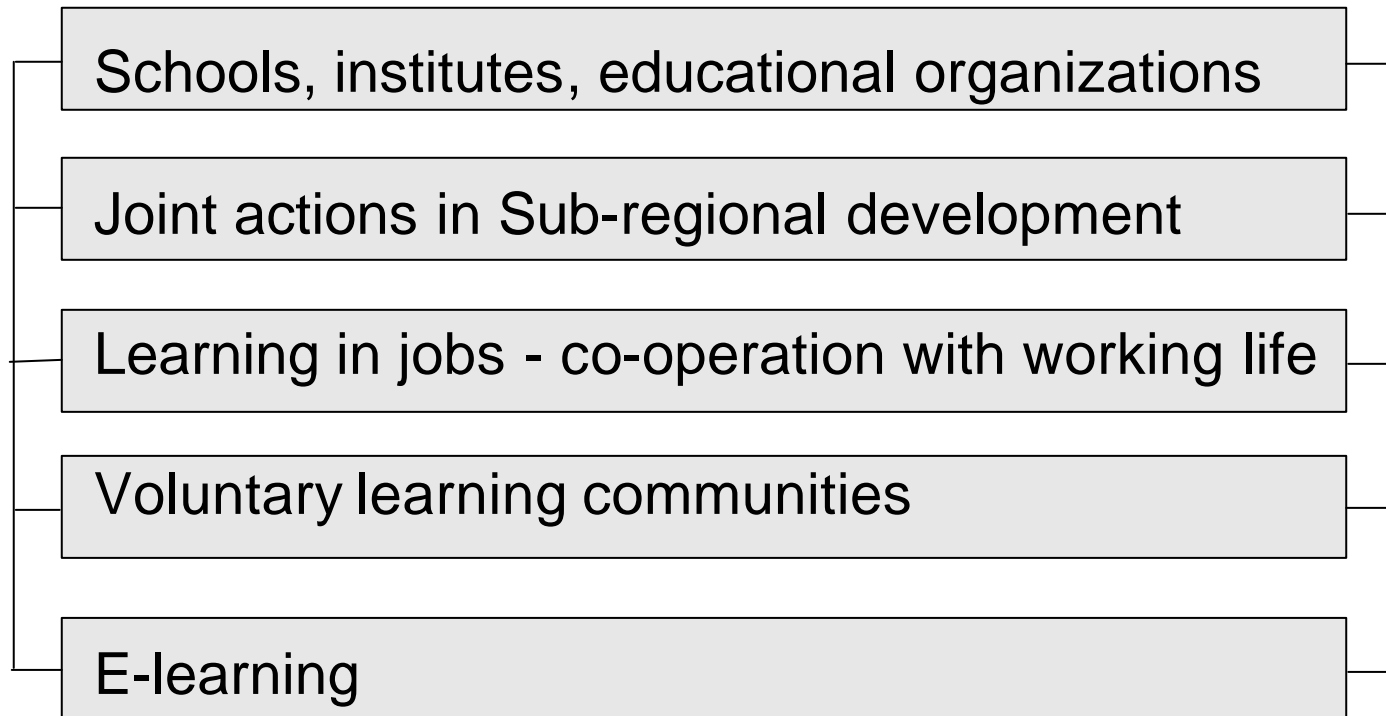 Schools, institutes, educational organizations
Joint actions in Sub-regional development
Learning in jobs - co-operation with working life
Voluntary learning communities
E-learning